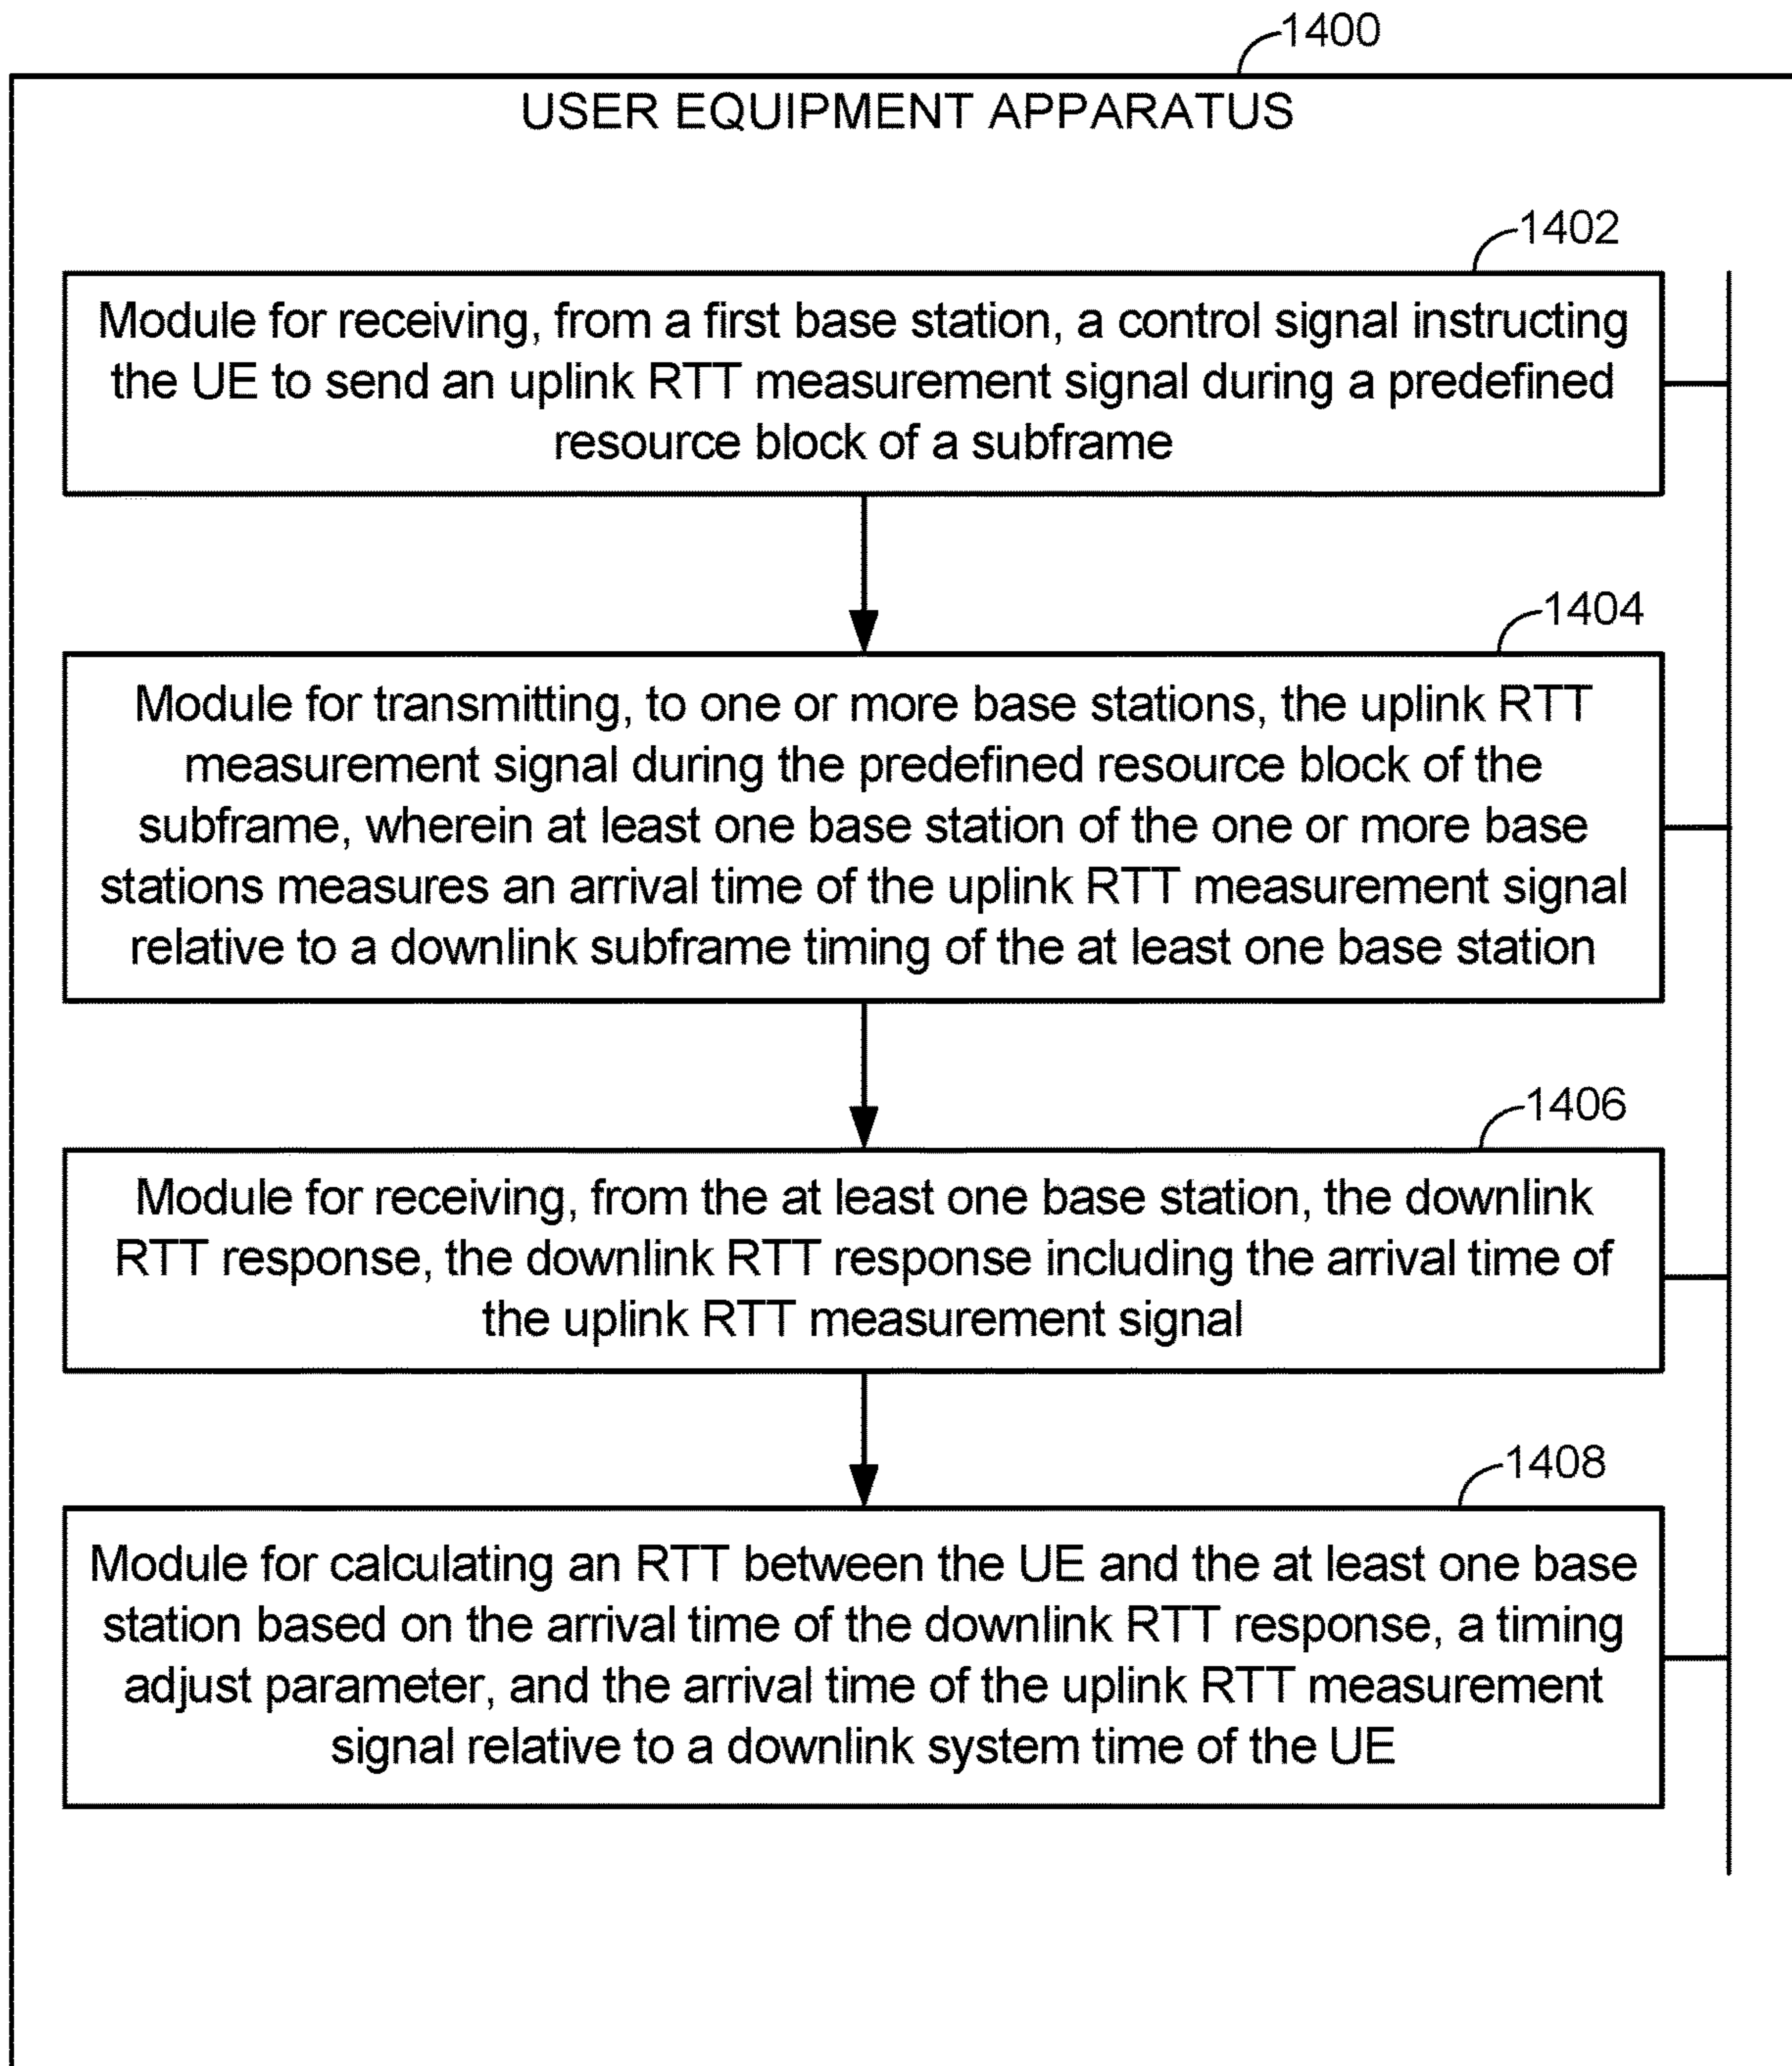 1400
USER EQUIPMENT APPARATUS
1402
Module for receiving, from a first base station, a control signal instructing
the UE to send an uplink RTT measurement signal during a predefined
resource block of a subframe
1404
Module for transmitting, to one or more base stations, the uplink RTT
measurement signal during the predefined resource block of the
subframe, wherein at least one base station of the one or more base
stations measures an arrival time of the uplink RTT measurement signal
relative to a downlink subframe timing of the at least one base station
1406
Module for receiving, from the at least one base station, the downlink
RTT response, the downlink RTT response including the arrival time of
the uplink RTT measurement signal
1408
Module for calculating an RTT between the UE and the at least one base
station based on the arrival time of the downlink RTT response, a timing
adjust parameter, and the arrival time of the uplink RTT measurement
signal relative to a downlink system time of the UE